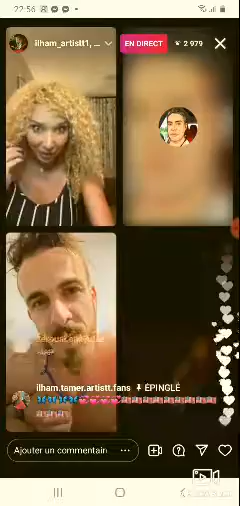 22:56
ilham_artistt1, ...
EN DIRECT
2 979
ilham.tamer.artistt.fans ÉPINGLÉ
Ajouter un commentaire